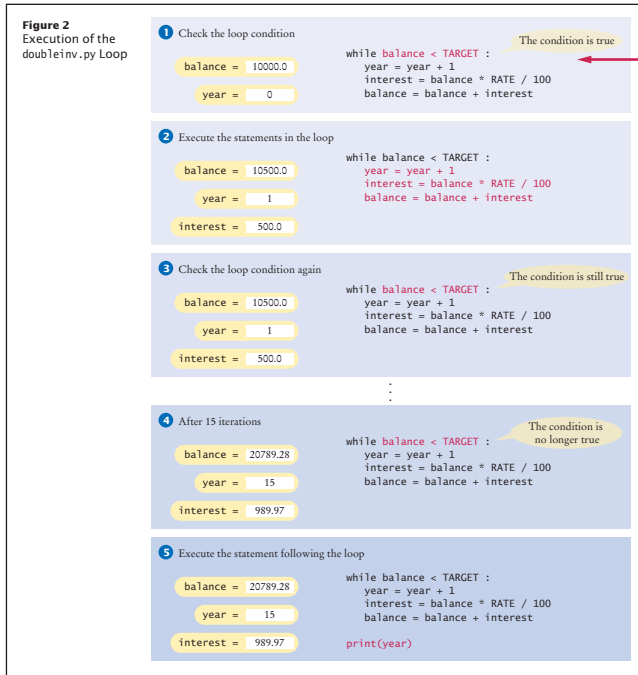 Figure 2
Execution of the
doubleinv.py Loop
1 Check the loop condition
balance = 10000.0
year = 0
while balance < TARGET :
year = year + 1
interest = balance * RATE / 100
balance = balance + interest
The condition is true
2 Execute the statements in the loop
balance = 10500.0
year = 1
interest = 500.0
while balance < TARGET :
year = year + 1
interest = balance * RATE / 100
balance = balance + interest
3 Check the loop condition again
balance = 10500.0
year = 1
interest = 500.0
while balance < TARGET :
year = year + 1
interest = balance * RATE / 100
balance = balance + interest
The condition is still true
4 After 15 iterations
balance = 20789.28
year = 15
interest = 989.97
while balance < TARGET :
year = year + 1
interest = balance * RATE / 100
balance = balance + interest
The condition is
no longer true
5 Execute the statement following the loop
balance = 20789.28
year = 15
interest = 989.97
while balance < TARGET :
year = year + 1
interest = balance * RATE / 100
balance = balance + interest
print(year)